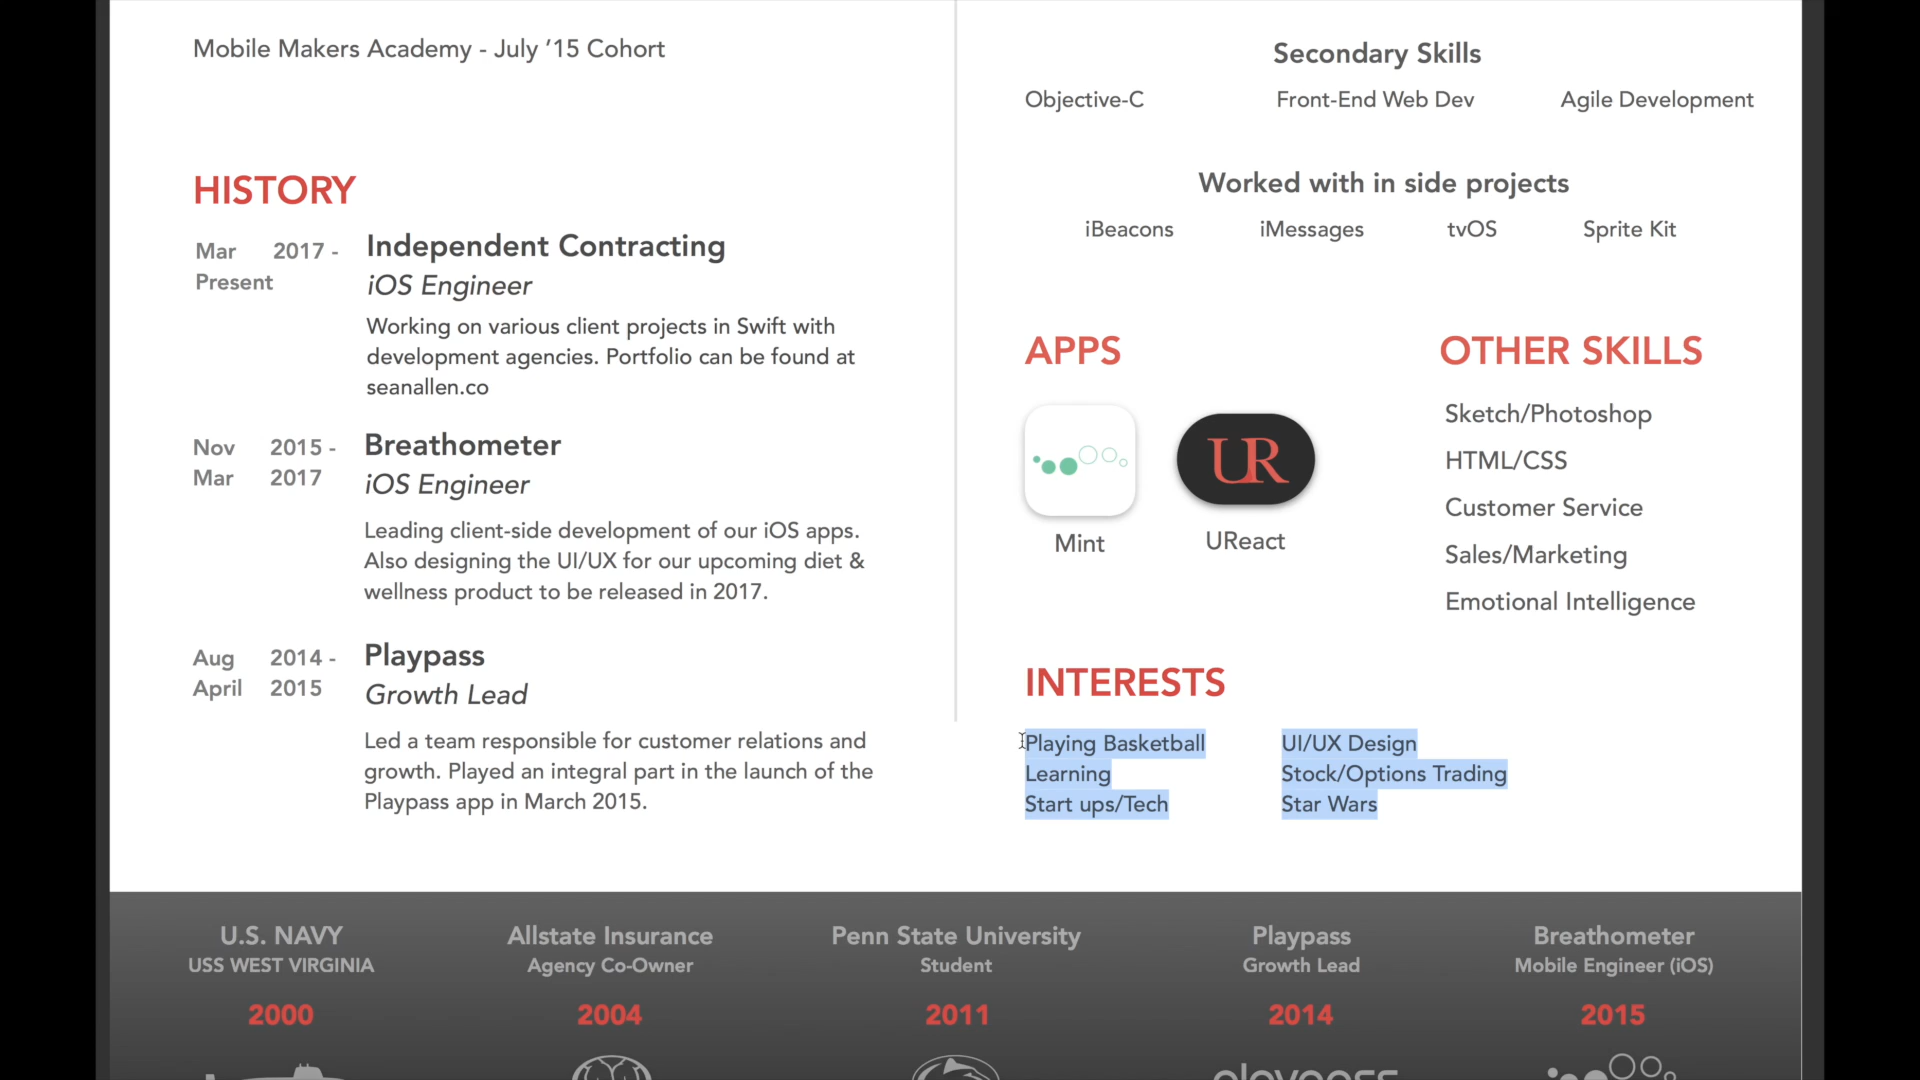 Mobile Makers Academy - July '15 Cohort
HISTORY
Mar 2017 -
Present
Independent Contracting
iOS Engineer
Working on various client projects in Swift with
development agencies. Portfolio can be found at
seanallen.co
Nov 2015 -
Mar 2017
Breathometer
iOS Engineer
Leading client-side development of our iOS apps.
Also designing the UI/UX for our upcoming diet &
wellness product to be released in 2017.
Aug 2014 -
April 2015
Playpass
Growth Lead
Led a team responsible for customer relations and
growth. Played an integral part in the launch of the
Playpass app in March 2015.
Secondary Skills
Objective-C Front-End Web Dev Agile Development
Worked with in side projects
iBeacons iMessages tvOS Sprite Kit
APPS
UR
Mint UReact
OTHER SKILLS
Sketch/Photoshop
HTML/CSS
Customer Service
Sales/Marketing
Emotional Intelligence
INTERESTS
Playing Basketball UI/UX Design
Learning Stock/Options Trading
Start ups/Tech Star Wars
U.S. NAVY Allstate Insurance Penn State University Playpass Breathometer
USS WEST VIRGINIA Agency Co-Owner Student Growth Lead Mobile Engineer (iOS)
2000 2004 2011 2014 2015
playpass